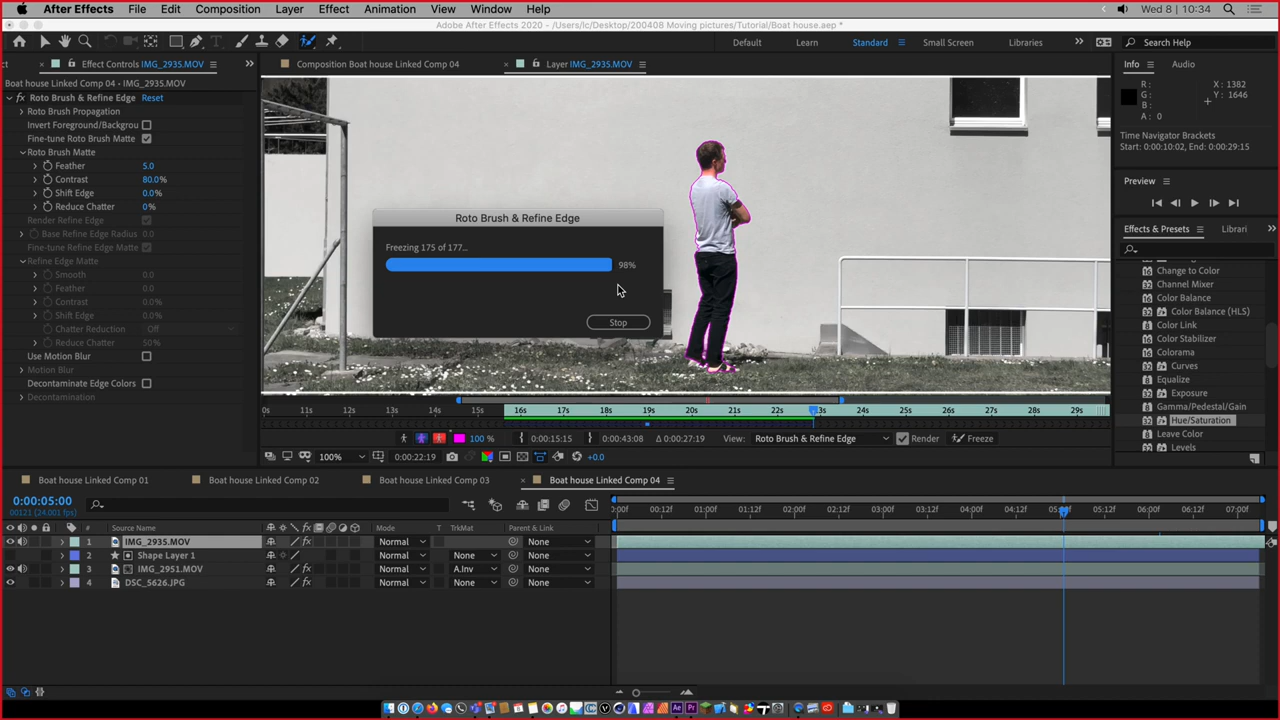 After Effects File Edit Composition Layer Effect Animation View Window Help Wed 8 | 10:34
Adobe After Effects 2020 - /Users/lc/Desktop/200408 Moving pictures/Tutorial/Boat house.aep *
Default Learn Standard Small Screen Libraries Search Help
Effect Controls IMG_2935.MOV
Composition Boat house Linked Comp 04
Layer IMG_2935.MOV
Boat house Linked Comp 04 • IMG_2935.MOV
Roto Brush & Refine Edge Reset
Roto Brush Propagation
Invert Foreground/Backgrou
Fine-tune Roto Brush Matte
Roto Brush Matte
Feather 5.0
Contrast 80.0%
Shift Edge 0.0%
Reduce Chatter 0%
Render Refine Edge
Base Refine Edge Radius 0.0
Fine-tune Refine Edge Matte
Refine Edge Matte
Smooth 0.0
Feather 0.0
Contrast 0.0%
Shift Edge 0.0%
Chatter Reduction Off
Reduce Chatter 50%
Use Motion Blur
Motion Blur
Decontaminate Edge Colors
Decontamination
Roto Brush & Refine Edge
Freezing 175 of 177...
98%
Stop
0s 11s 12s 13s 14s 15s 16s 17s 18s 19s 20s 21s 22s 23s 24s 25s 26s 27s 28s 29s
100 % 0:00:15:15 0:00:43:08 Δ 0:00:27:19 View: Roto Brush & Refine Edge Render Freeze
100% 0:00:22:19 +0.0
Info Audio
R: X : 1382
G: Y : 1646
B:
A : 0
Time Navigator Brackets
Start: 0:00:10:02, End: 0:00:29:15
Preview
Effects & Presets Librari
Change to Color
Channel Mixer
Color Balance
Color Balance (HLS)
Color Link
Color Stabilizer
Colorama
Curves
Equalize
Exposure
Gamma/Pedestal/Gain
Hue/Saturation
Leave Color
Levels
Boat house Linked Comp 01 Boat house Linked Comp 02 Boat house Linked Comp 03 Boat house Linked Comp 04
0:00:05:00
00121 (24.001 fps)
:00f 00:12f 01:00f 01:12f 02:00f 02:12f 03:00f 03:12f 04:00f 04:12f 05:00f 05:12f 06:00f 06:12f 07:00f
# Source Name Mode T TrkMat Parent & Link
1 IMG_2935.MOV Normal None
2 Shape Layer 1 Normal None None
3 IMG_2951.MOV Normal A.Inv None
4 DSC_5626.JPG Normal None None